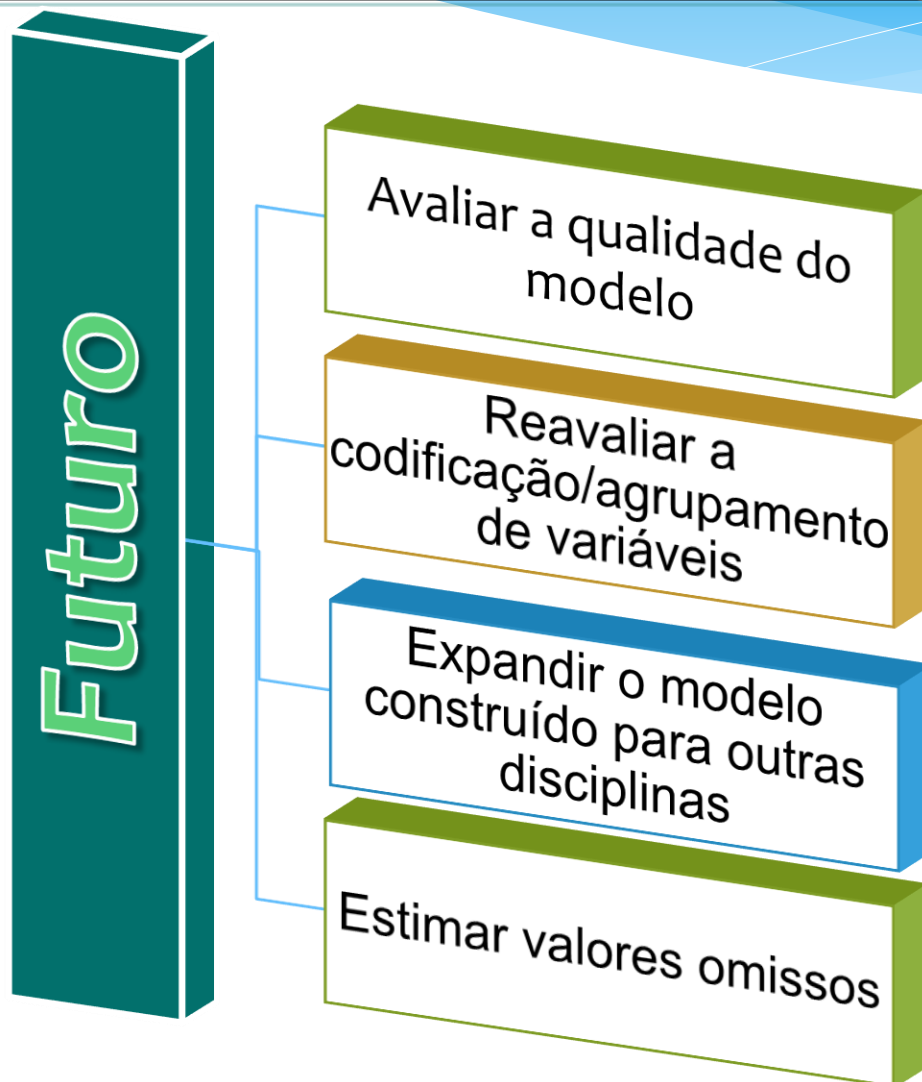 Futuro
Avaliar a qualidade do
modelo
Reavaliar a
codificação/agrupamento
de variáveis
Expandir o modelo
construído para outras
disciplinas
Estimar valores omissos